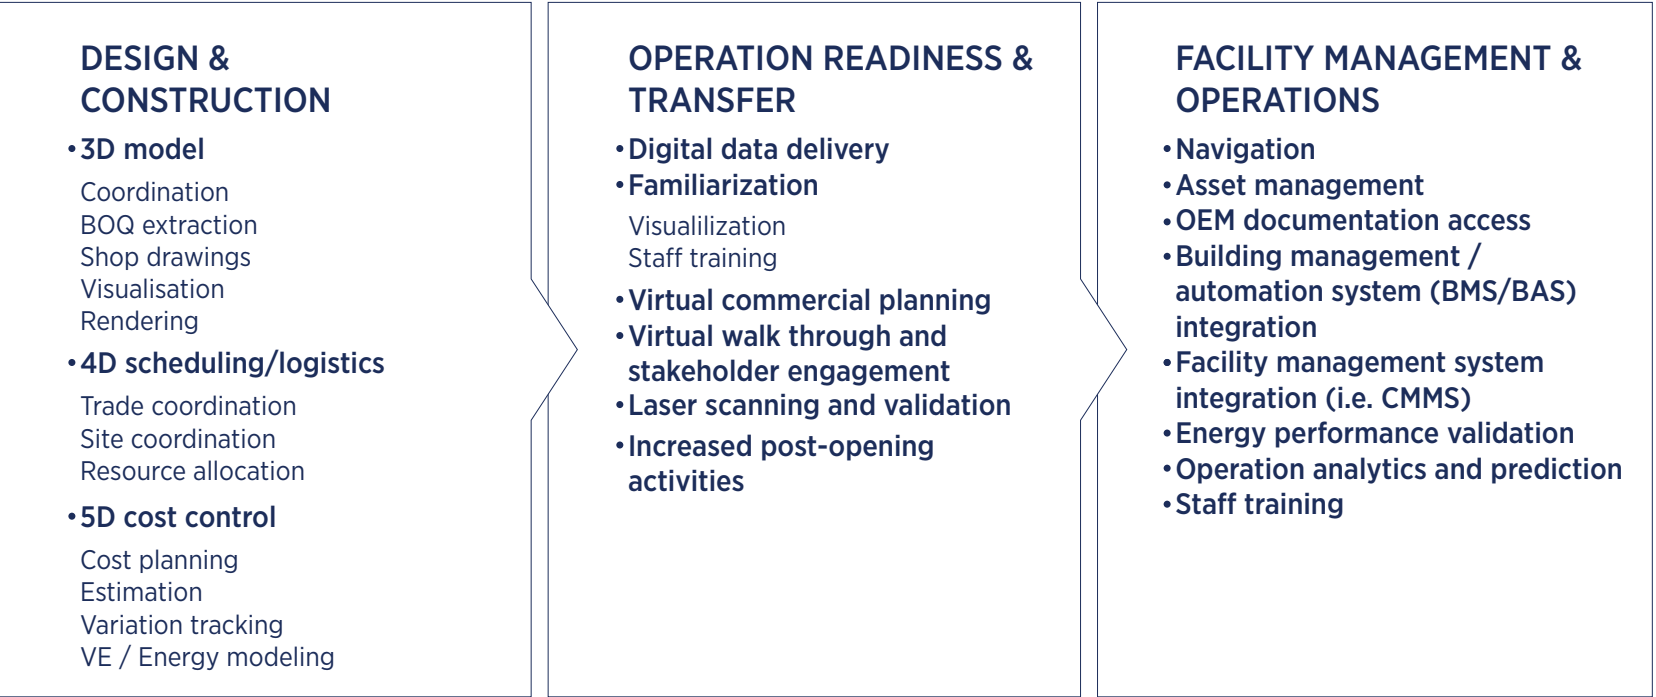 DESIGN &
CONSTRUCTION
•3D model
Coordination
BOQ extraction
Shop drawings
Visualisation
Rendering
•4D scheduling/logistics
Trade coordination
Site coordination
Resource allocation
•5D cost control
Cost planning
Estimation
Variation tracking
VE / Energy modeling
OPERATION READINESS &
TRANSFER
•Digital data delivery
•Familiarization
Visualilization
Staff training
•Virtual commercial planning
•Virtual walk through and
stakeholder engagement
•Laser scanning and validation
•Increased post-opening
activities
FACILITY MANAGEMENT &
OPERATIONS
•Navigation
•Asset management
•OEM documentation access
•Building management /
automation system (BMS/BAS)
integration
•Facility management system
integration (i.e. CMMS)
•Energy performance validation
•Operation analytics and prediction
•Staff training